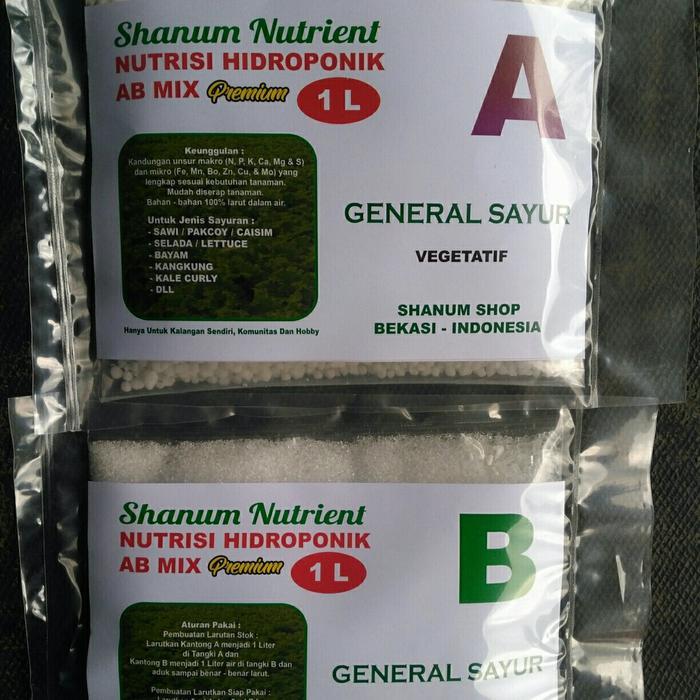 Shanum Nutrient
NUTRISI HIDROPONIK
AB MIX Premium 1 L
A
Keunggulan :
Kandungan unsur makro (N, P, K, Ca, Mg & S)
dan mikro (Fe, Mn, Bo, Zn, Cu, & Mo) yang
lengkap sesuai kebutuhan tanaman.
Mudah diserap tanaman.
Bahan - bahan 100% larut dalam air.
Untuk Jenis Sayuran :
- SAWI / PAKCOY / CAISIM
- SELADA / LETTUCE
- BAYAM
- KANGKUNG
- KALE CURLY
- DLL
Hanya Untuk Kalangan Sendiri, Komunitas Dan Hobby
GENERAL SAYUR
VEGETATIF
SHANUM SHOP
BEKASI - INDONESIA
Shanum Nutrient
NUTRISI HIDROPONIK
AB MIX Premium 1 L
B
Aturan Pakai :
Pembuatan Larutan Stok :
Larutkan Kantong A menjadi 1 Liter
di Tangki A dan
Kantong B menjadi 1 Liter air di tangki B dan
aduk sampai benar - benar larut.
Pembuatan Larutan Siap Pakai :
GENERAL SAYUR